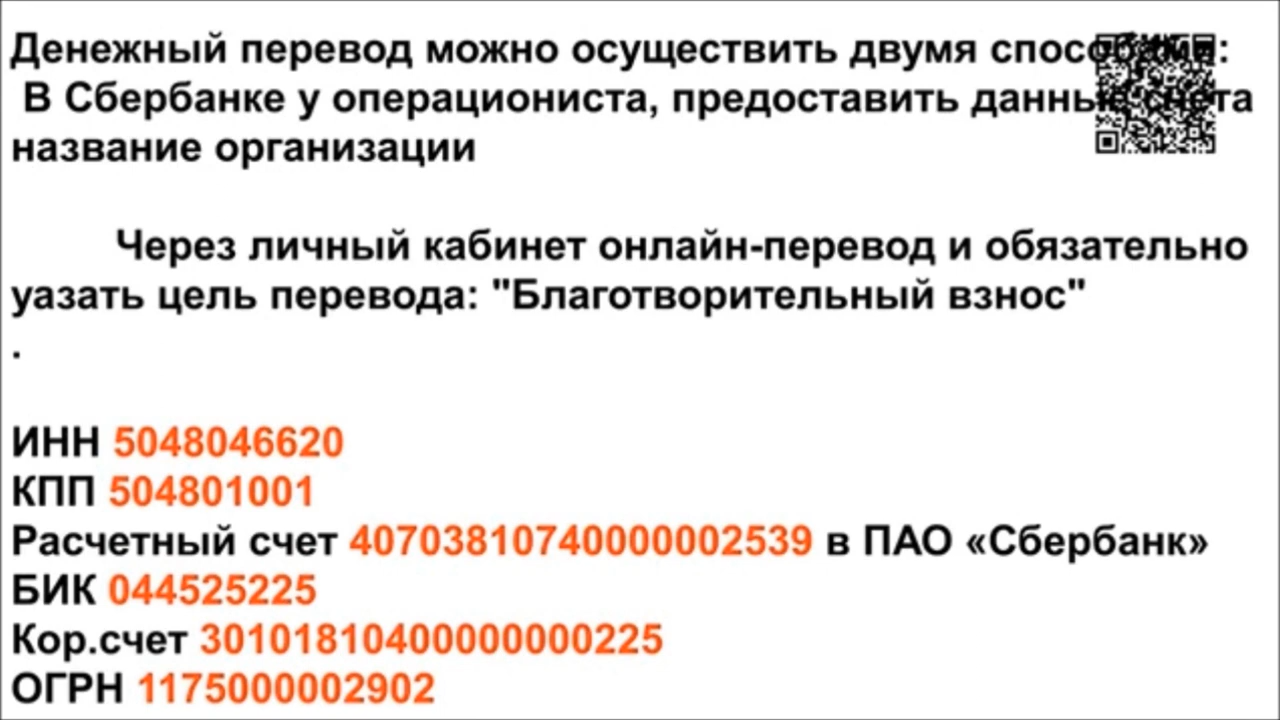 Денежный перевод можно осуществить двумя способами:
В Сбербанке у операциониста, предоставить данные счета
название организации
Через личный кабинет онлайн-перевод и обязательно
уазать цель перевода: "Благотворительный взнос"
.
ИНН 5048046620
КПП 504801001
Расчетный счет 40703810740000002539 в ПАО «Сбербанк»
БИК 044525225
Кор.счет 30101810400000000225
ОГРН 1175000002902